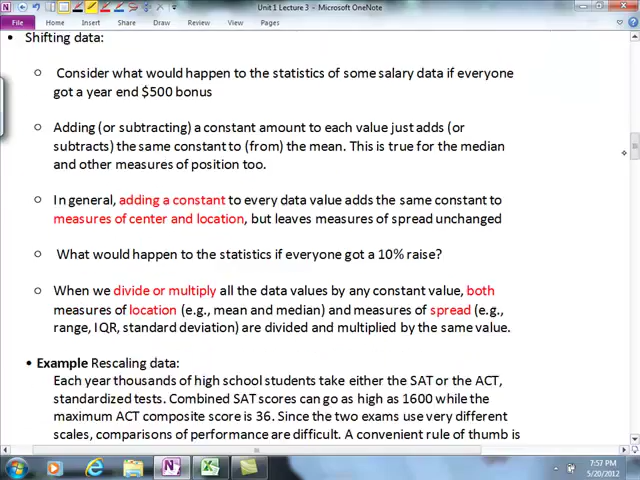 Unit 1 Lecture 3 - Microsoft OneNote
File Home Insert Draw View Pages
• Shifting data:
o Consider what would happen to the statistics of some salary data if everyone
got a year end $500 bonus
o Adding (or subtracting) a constant amount to each value just adds (or
subtracts) the same constant to (from) the mean. This is true for the median
and other measures of position too.
o In general, adding a constant to every data value adds the same constant to
measures of center and location, but leaves measures of spread unchanged
o What would happen to the statistics if everyone got a 10% raise?
o When we divide or multiply all the data values by any constant value, both
measures of location (e.g., mean and median) and measures of spread (e.g.,
range, IQR, standard deviation) are divided and multiplied by the same value.
• Example Rescaling data:
Each year thousands of high school students take either the SAT or the ACT,
standardized tests. Combined SAT scores can go as high as 1600 while the
maximum ACT composite score is 36. Since the two exams use very different
scales, comparisons of performance are difficult. A convenient rule of thumb is
7:57 PM
5/20/2012